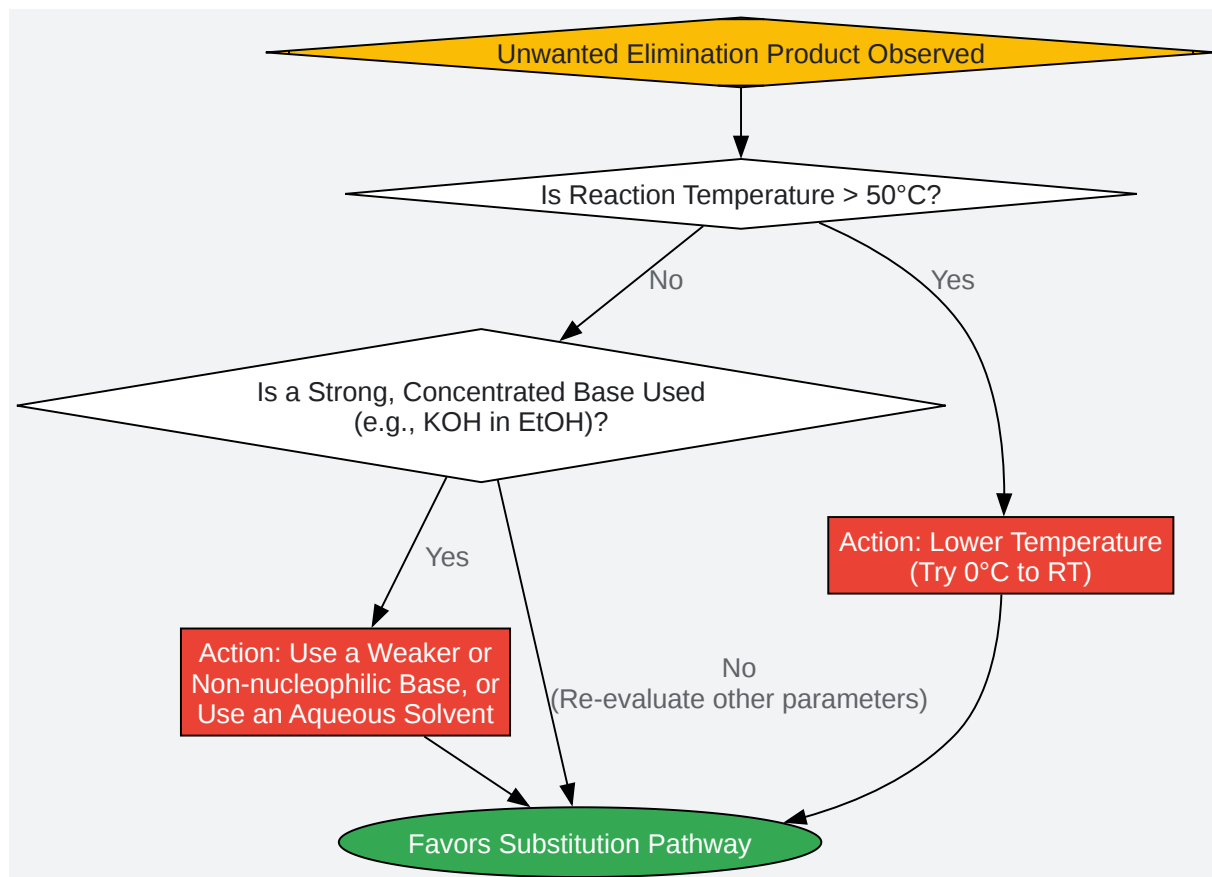 Unwanted Elimination Product Observed
Is Reaction Temperature > 50°C?
No
Yes
Is a Strong, Concentrated Base Used
(e.g., KOH in EtOH)?
Yes
Action: Lower Temperature
(Try 0°C to RT)
Action: Use a Weaker or
Non-nucleophilic Base, or
Use an Aqueous Solvent
No
(Re-evaluate other parameters)
Favors Substitution Pathway